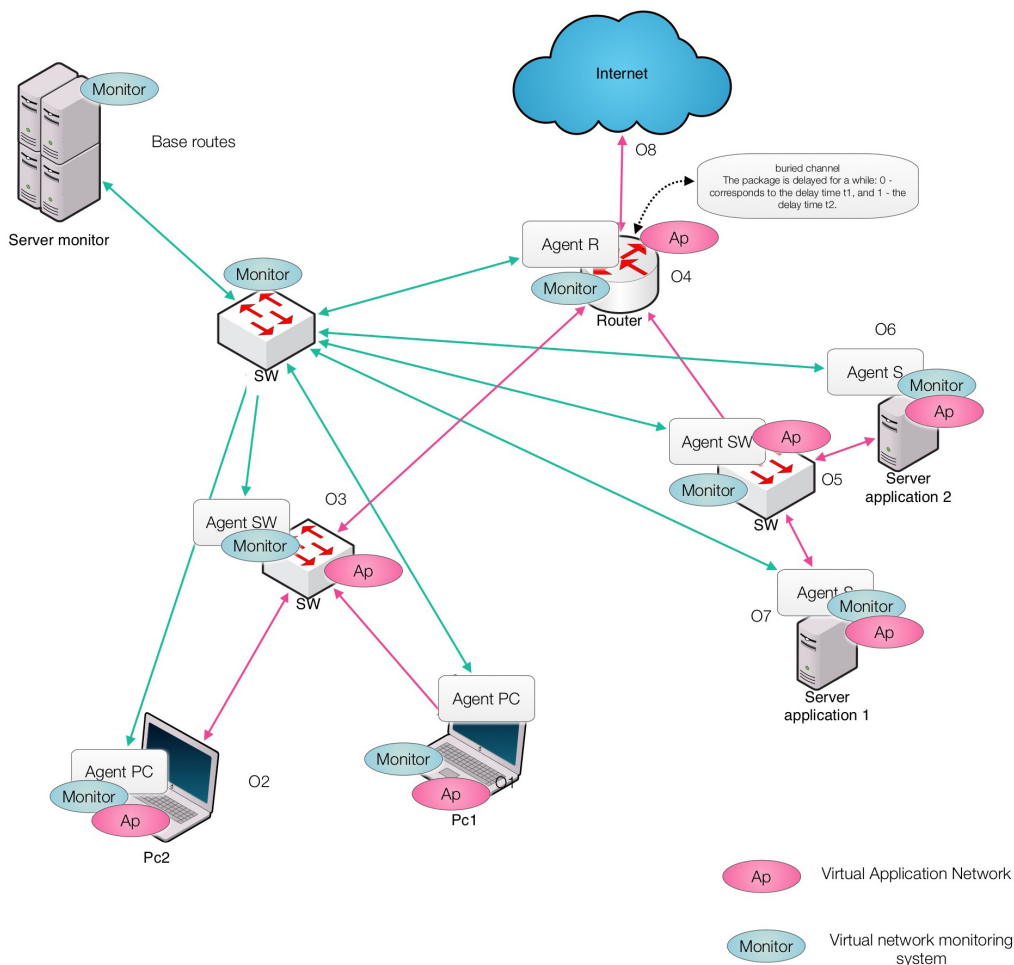 Internet
Monitor
Base routes
O8
buried channel
The package is delayed for a while: 0 -
corresponds to the delay time t1, and 1 - the
delay time t2.
Server monitor
Agent R
Ap
Monitor
O4
Monitor
Router
SW
O6
Agent S
Monitor
Ap
Agent SW
Ap
Monitor
O5
Server
application 2
SW
O3
Agent SW
Monitor
Ap
SW
Agent S
Monitor
O7
Ap
Server
application 1
Agent PC
Monitor
O1
Ap
Pc1
O2
Agent PC
Monitor
Ap
Pc2
Ap
Virtual Application Network
Monitor
Virtual network monitoring
system